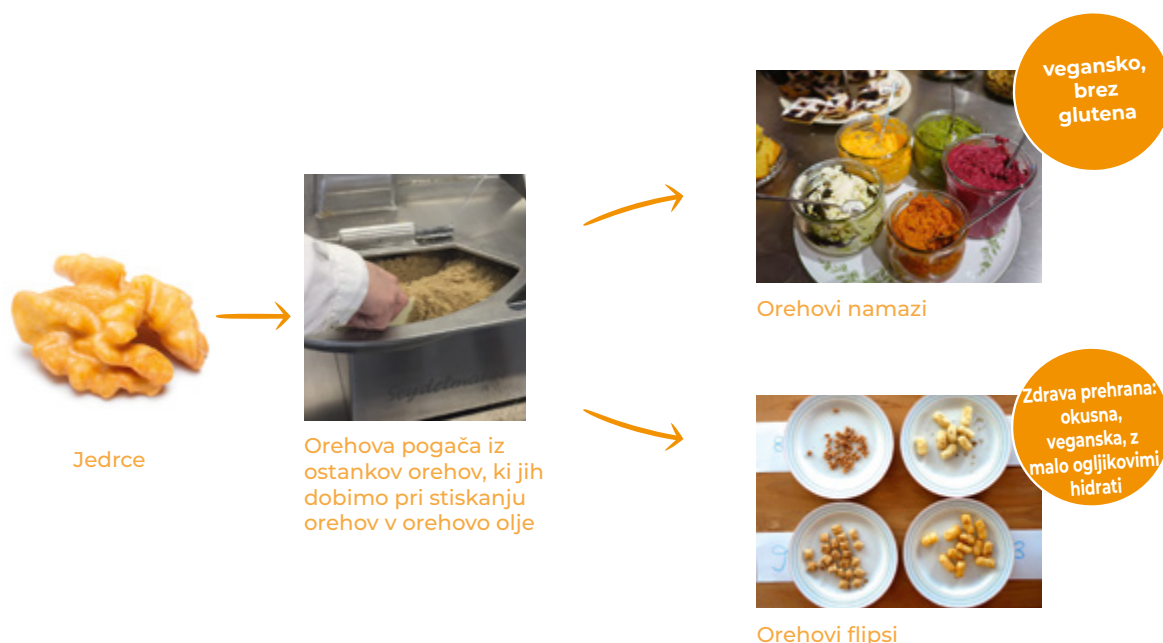 vegansko,
brez
glutena
Orehovi namazi
Jedrce
Orehova pogača iz
ostankov orehov, ki jih
dobimo pri stiskanju
orehov v orehovo olje
Zdrava prehrana:
okusna,
veganska, z
malo ogljikovimi
hidrati
Orehovi flipsi